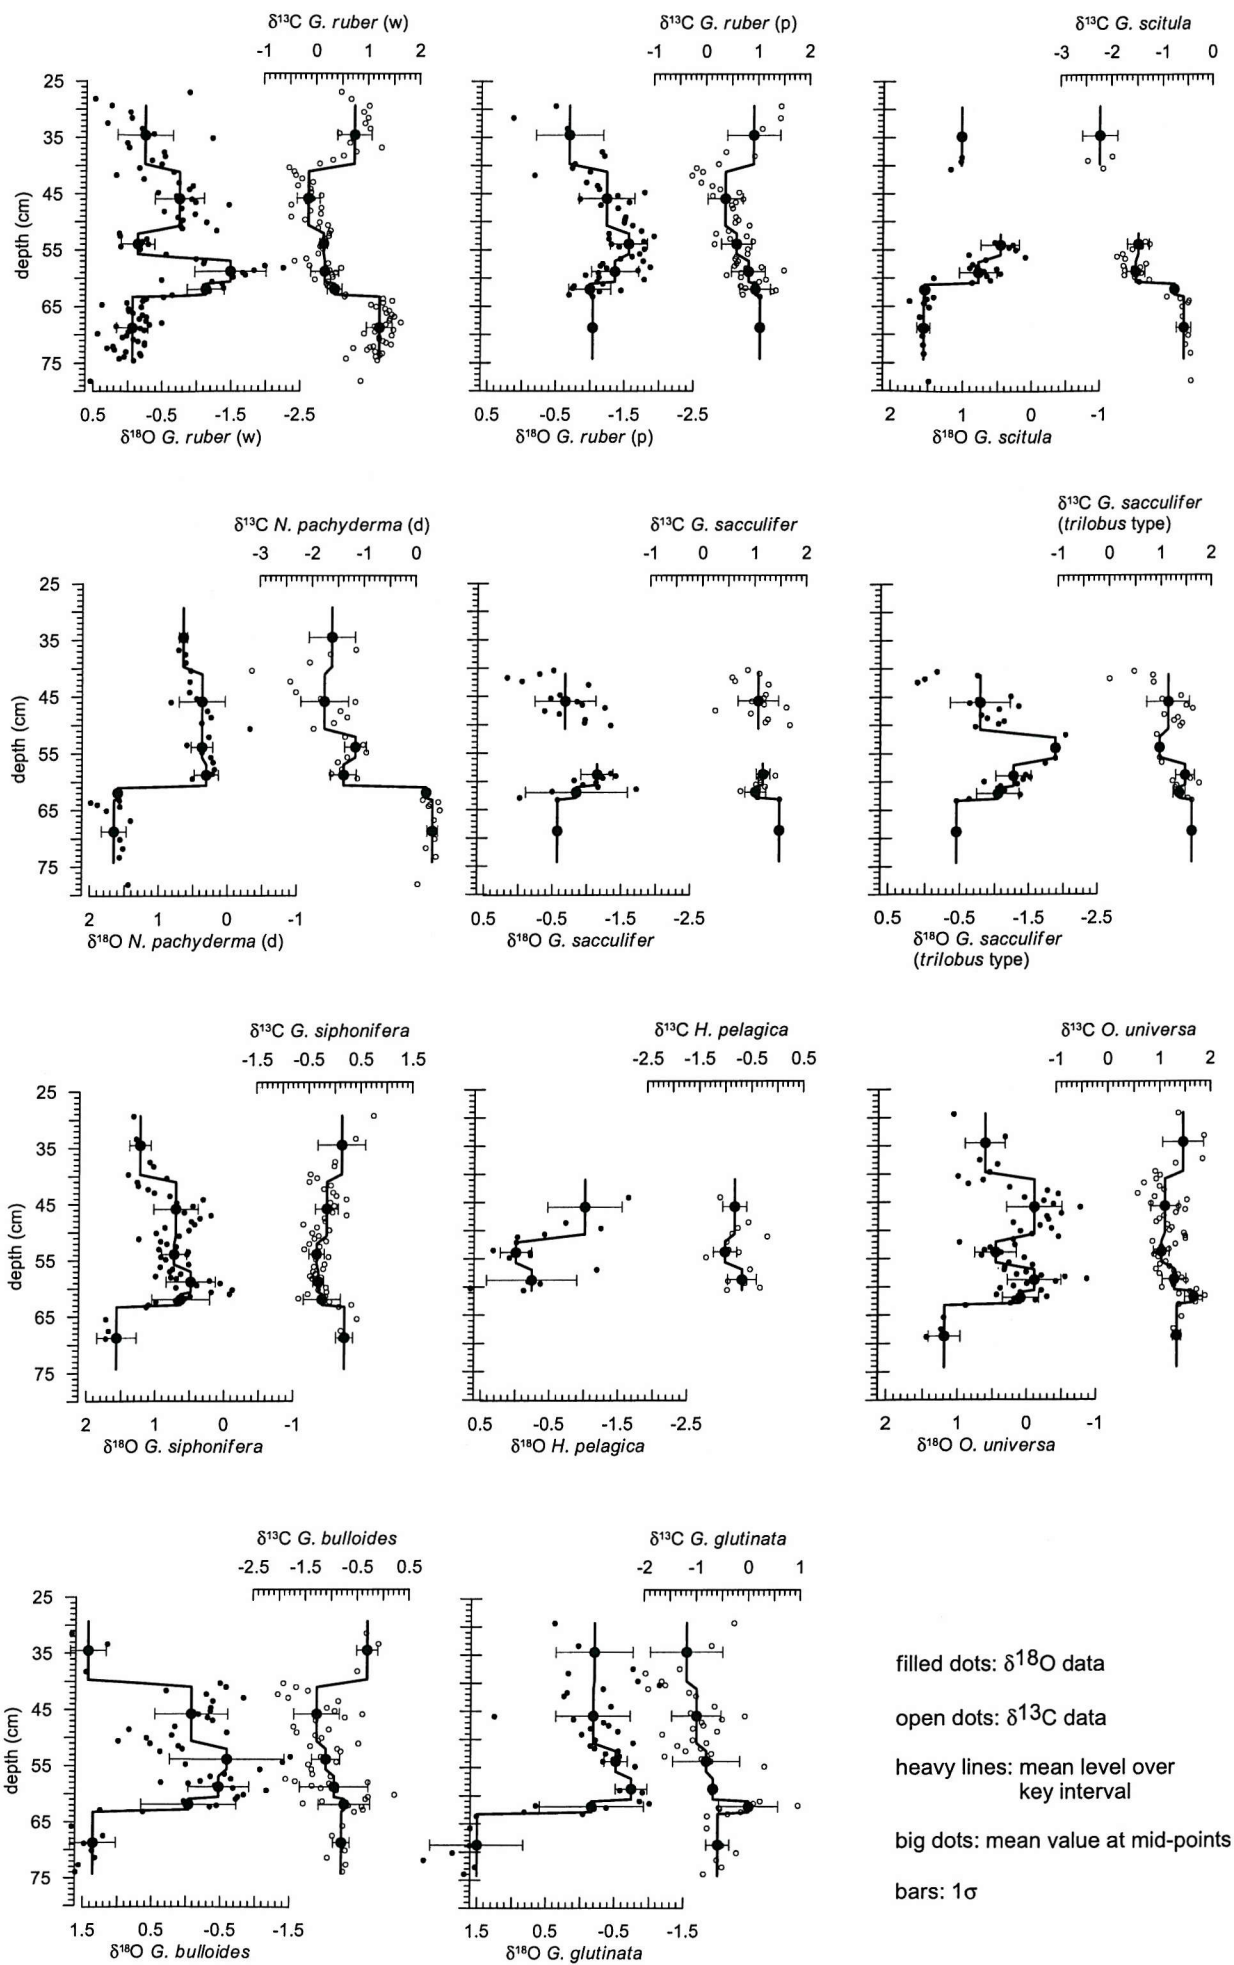 δ¹³C G. ruber (w)
-1 0 1 2
δ¹³C G. ruber (p)
-1 0 1 2
δ¹³C G. scitula
-3 -2 -1 0
25
35
45
55
65
75
depth (cm)
0.5 -0.5 -1.5 -2.5
δ¹⁸O G. ruber (w)
0.5 -0.5 -1.5 -2.5
δ¹⁸O G. ruber (p)
2 1 0 -1
δ¹⁸O G. scitula
δ¹³C N. pachyderma (d)
-3 -2 -1 0
δ¹³C G. sacculifer
-1 0 1 2
δ¹³C G. sacculifer
(trilobus type)
-1 0 1 2
25
35
45
55
65
75
depth (cm)
2 1 0 -1
δ¹⁸O N. pachyderma (d)
0.5 -0.5 -1.5 -2.5
δ¹⁸O G. sacculifer
0.5 -0.5 -1.5 -2.5
δ¹⁸O G. sacculifer
(trilobus type)
δ¹³C G. siphonifera
-1.5 -0.5 0.5 1.5
δ¹³C H. pelagica
-2.5 -1.5 -0.5 0.5
δ¹³C O. universa
-1 0 1 2
25
35
45
55
65
75
depth (cm)
2 1 0 -1
δ¹⁸O G. siphonifera
0.5 -0.5 -1.5 -2.5
δ¹⁸O H. pelagica
2 1 0 -1
δ¹⁸O O. universa
δ¹³C G. bulloides
-2.5 -1.5 -0.5 0.5
δ¹³C G. glutinata
-2 -1 0 1
25
35
45
55
65
75
depth (cm)
1.5 0.5 -0.5 -1.5
δ¹⁸O G. bulloides
1.5 0.5 -0.5 -1.5
δ¹⁸O G. glutinata
filled dots: δ¹⁸O data
open dots: δ¹³C data
heavy lines: mean level over
key interval
big dots: mean value at mid-points
bars: 1σ